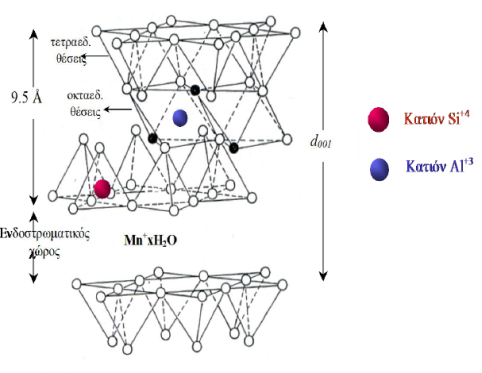 τετραεδ.
θέσεις
9.5 Å
οκταεδ.
θέσεις
d001
Κατιόν Si+4
Κατιόν Al+3
Ενδοστρωματικός
χώρος
Mn+xH2O